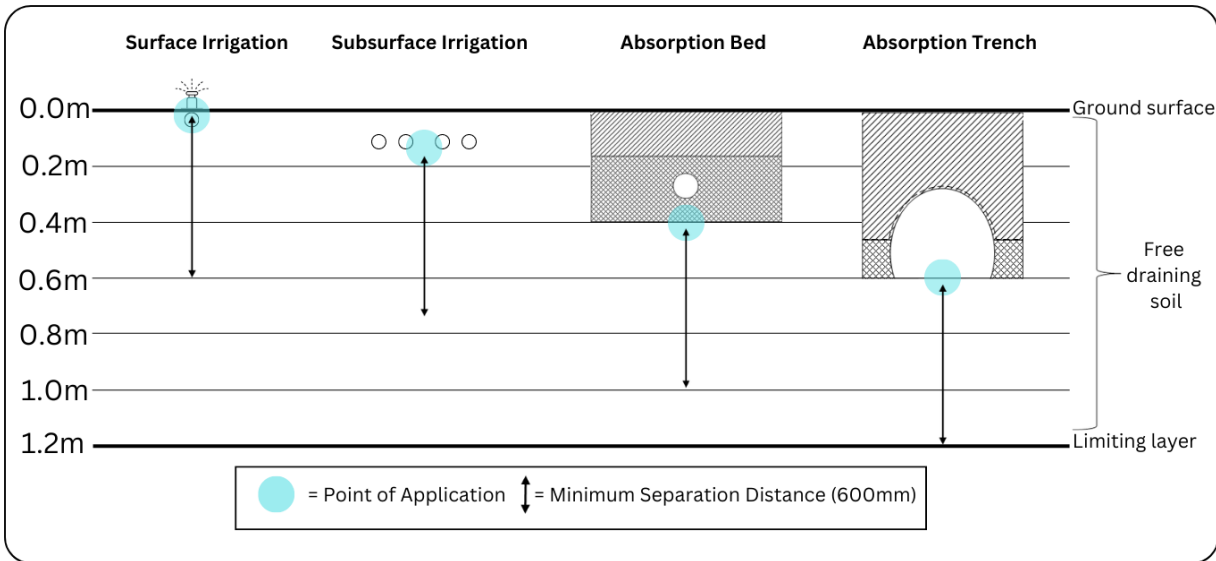 Surface Irrigation
Subsurface Irrigation
Absorption Bed
Absorption Trench
0.0m
Ground surface
0.2m
0.4m
0.6m
Free
draining
soil
0.8m
1.0m
1.2m
Limiting layer
= Point of Application
= Minimum Separation Distance (600mm)